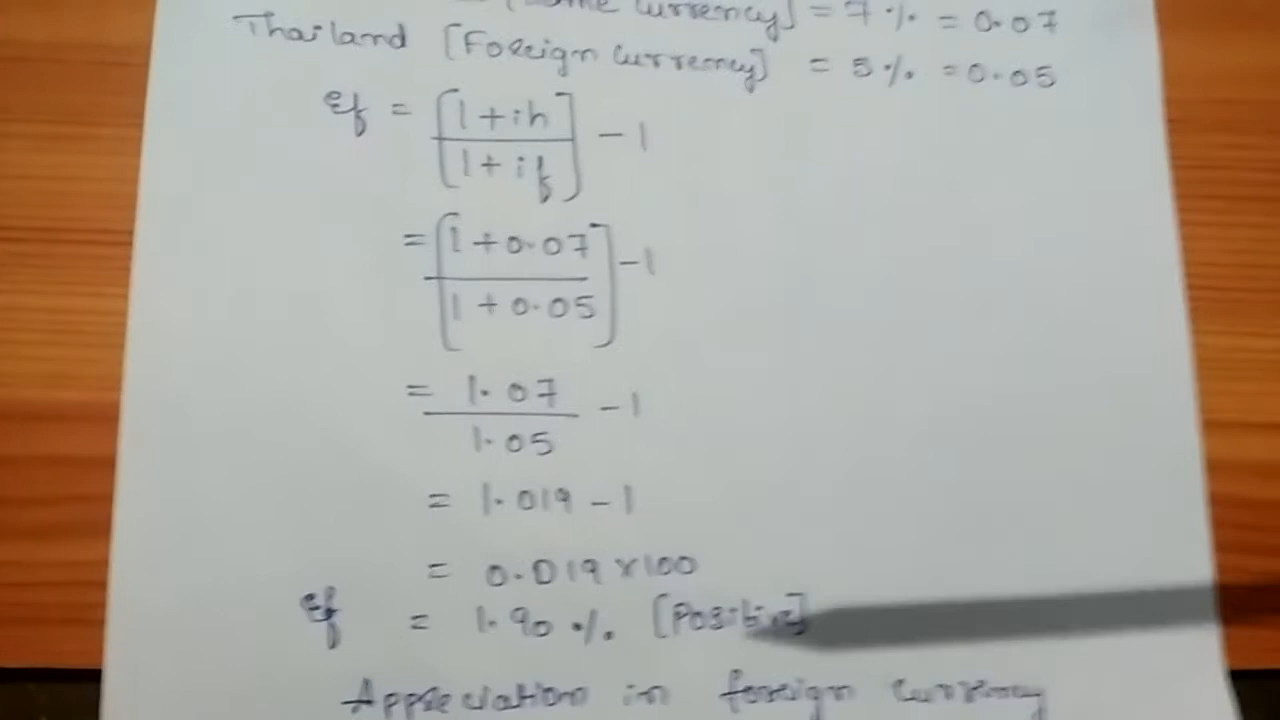 Currency] = 7 % = 0.07
Thailand [Foreign Currency] = 5 % = 0.05
ef = [1 + ih / 1 + if] - 1
= [1 + 0.07 / 1 + 0.05] - 1
= 1.07 / 1.05 - 1
= 1.019 - 1
= 0.019 x 100
ef = 1.90 %. [Positive]
Appreciation in foreign currency